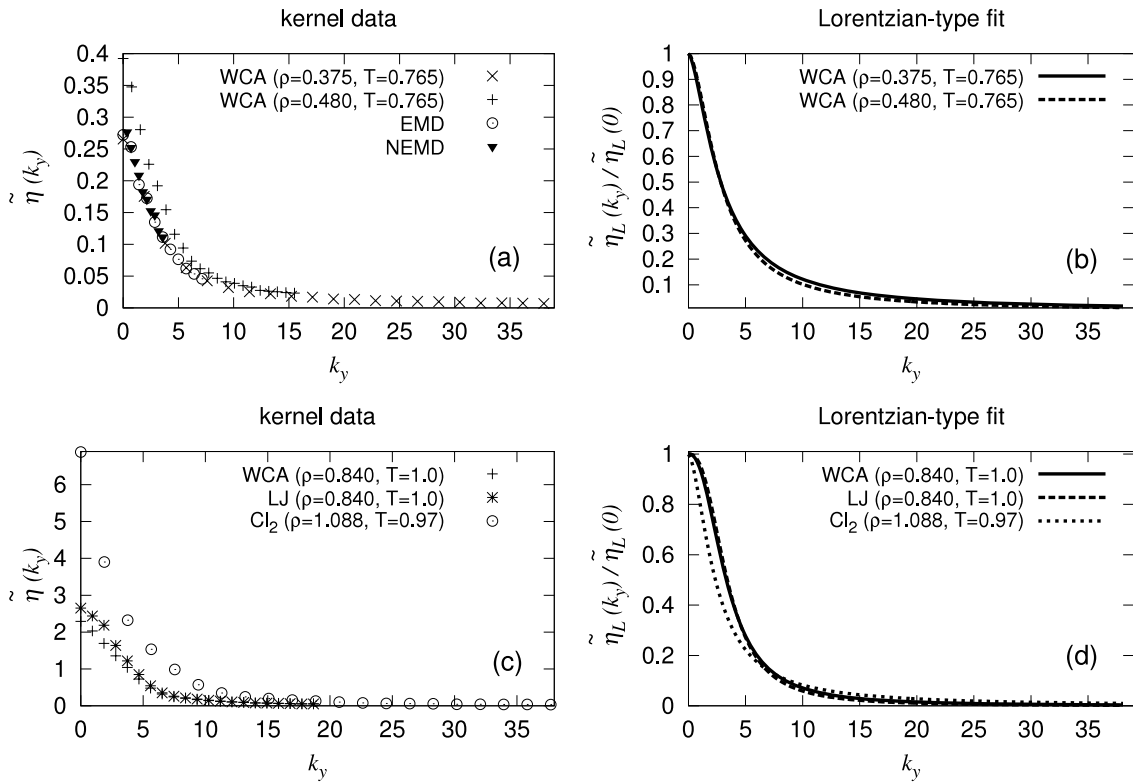 kernel data
0.4
0.35
0.3
0.25
0.2
0.15
0.1
0.05
0
η̃ (k_y)
WCA (ρ=0.375, T=0.765)
WCA (ρ=0.480, T=0.765)
EMD
NEMD
(a)
0 5 10 15 20 25 30 35
k_y
Lorentzian-type fit
1
0.9
0.8
0.7
0.6
0.5
0.4
0.3
0.2
0.1
η̃_L (k_y) / η̃_L (0)
WCA (ρ=0.375, T=0.765)
WCA (ρ=0.480, T=0.765)
(b)
0 5 10 15 20 25 30 35
k_y
kernel data
6
5
4
3
2
1
0
η̃ (k_y)
WCA (ρ=0.840, T=1.0)
LJ (ρ=0.840, T=1.0)
Cl₂ (ρ=1.088, T=0.97)
(c)
0 5 10 15 20 25 30 35
k_y
Lorentzian-type fit
1
0.8
0.6
0.4
0.2
0
η̃_L (k_y) / η̃_L (0)
WCA (ρ=0.840, T=1.0)
LJ (ρ=0.840, T=1.0)
Cl₂ (ρ=1.088, T=0.97)
(d)
0 5 10 15 20 25 30 35
k_y